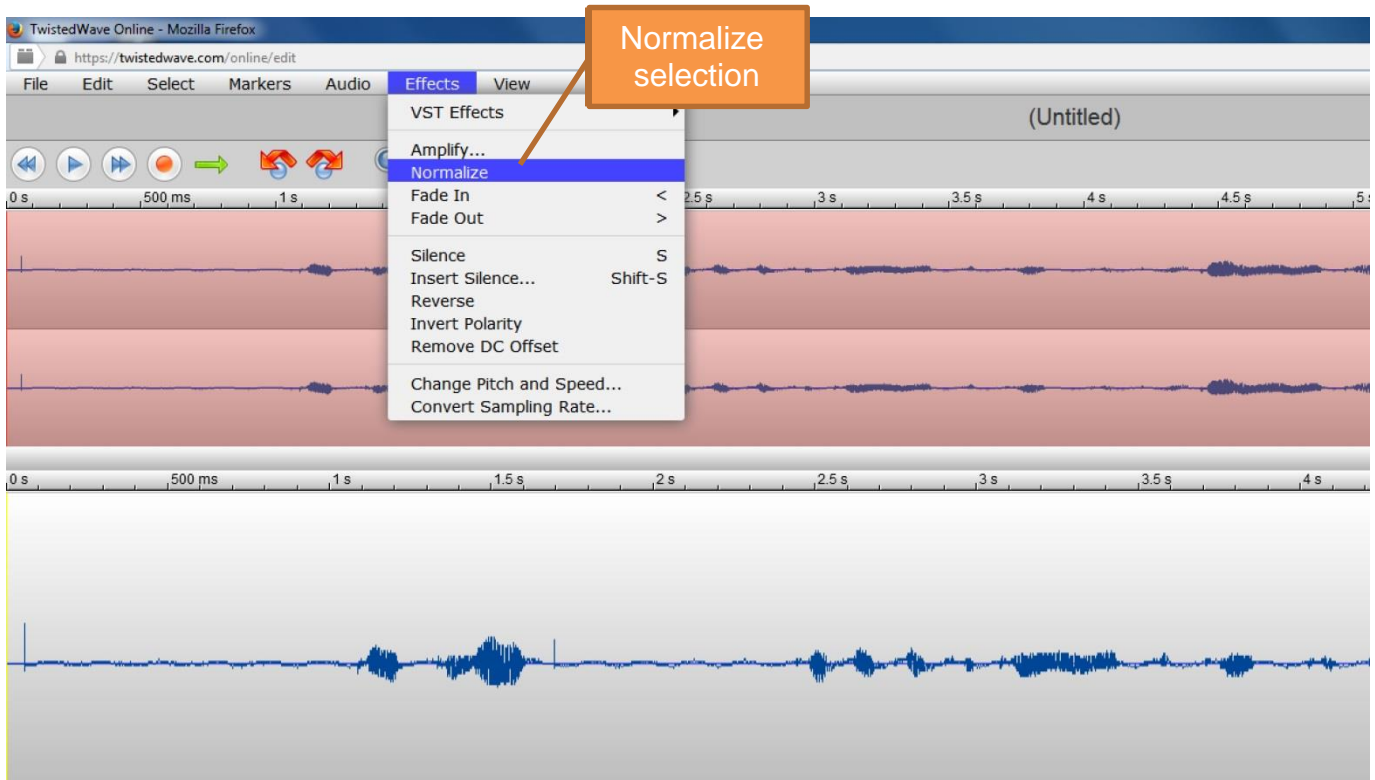 TwistedWave Online - Mozilla Firefox
Normalize
selection
https://twistedwave.com/online/edit
File Edit Select Markers Audio Effects View
VST Effects
(Untitled)
Amplify...
Normalize
0 s 500 ms 1 s 2.5 s 3 s 3.5 s 4 s 4.5 s
Fade In <
Fade Out >
Silence S
Insert Silence... Shift-S
Reverse
Invert Polarity
Remove DC Offset
Change Pitch and Speed...
Convert Sampling Rate...
0 s 500 ms 1 s 1.5 s 2 s 2.5 s 3 s 3.5 s 4 s